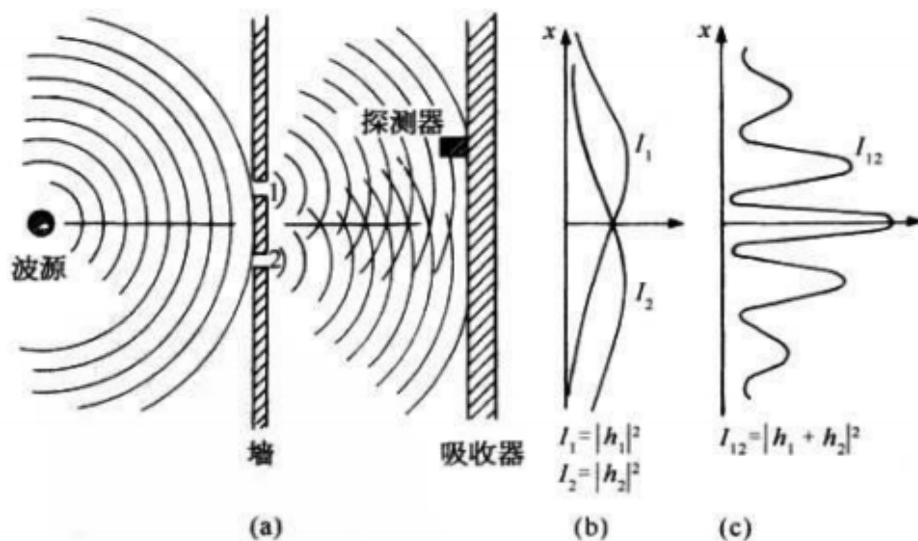 探测器
1
2
波源
墙
吸收器
(a)
x
I₁
I₂
I₁=|h₁|²
I₂=|h₂|²
(b)
x
I₁₂
I₁₂=|h₁ + h₂|²
(c)